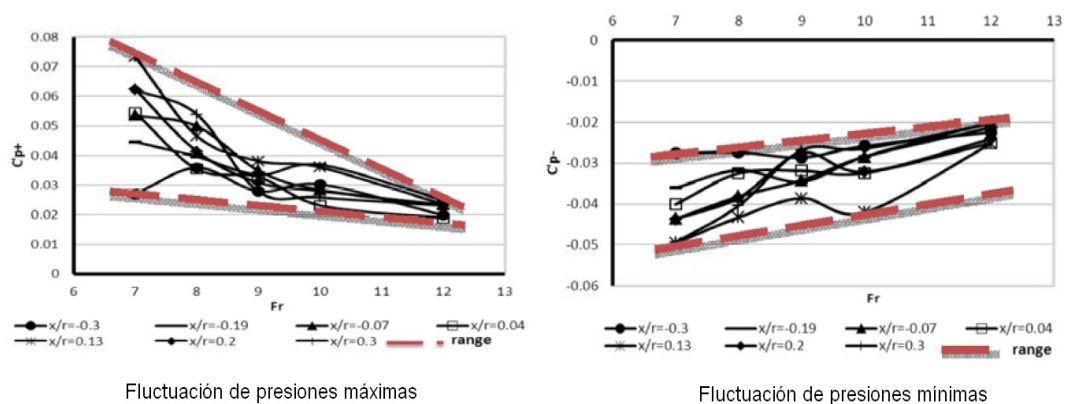 0.08
0.07
0.06
0.05
0.04
0.03
0.02
0.01
0
C'p+
6 7 8 9 10 11 12 13
Fr
x/r=-0.3 x/r=-0.19 x/r=-0.07 x/r=0.04
x/r=0.13 x/r=0.2 x/r=0.3 range
Fluctuación de presiones máximas
6 7 8 9 10 12 13
0
-0.01
-0.02
-0.03
-0.04
-0.05
-0.06
C'p-
Fr
x/r=-0.3 x/r=-0.19 x/r=-0.07 x/r=0.04
x/r=0.13 x/r=0.2 x/r=0.3 range
Fluctuación de presiones mínimas